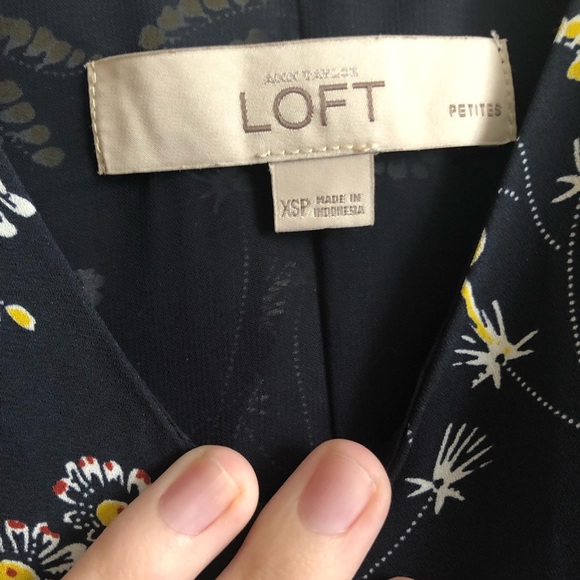 ANN TAYLOR
LOFT
PETITES
XSP
MADE IN
INDONESIA